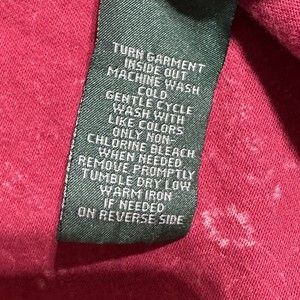 TURN GARMENT
INSIDE OUT
MACHINE WASH
COLD
GENTLE CYCLE
WASH WITH
LIKE COLORS
ONLY NON-
CHLORINE BLEACH
WHEN NEEDED
REMOVE PROMPTLY
TUMBLE DRY LOW
WARM IRON
IF NEEDED
ON REVERSE SIDE